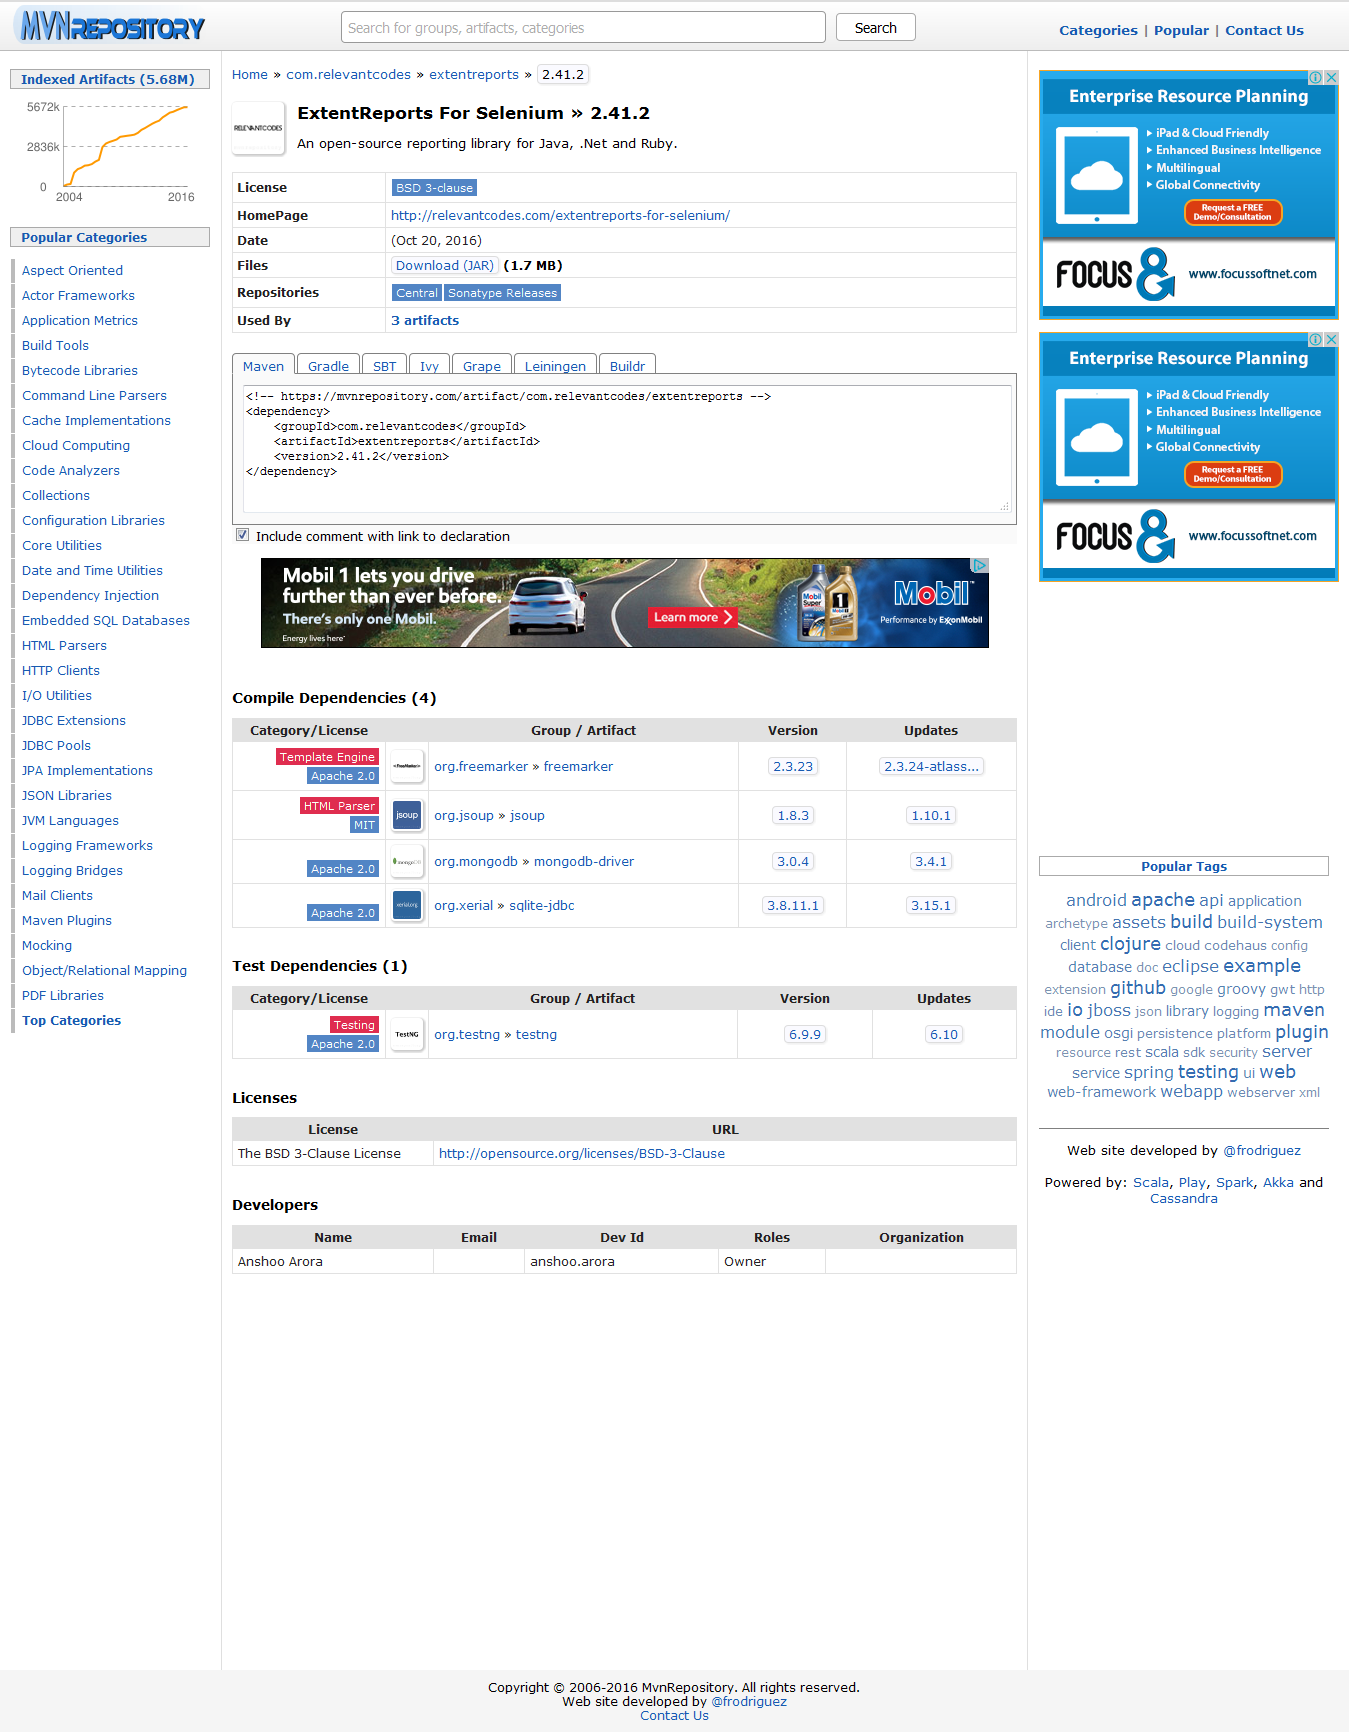 MVNREPOSITORY
Search for groups, artifacts, categories
Search
Categories | Popular | Contact Us
Indexed Artifacts (5.68M)
5672k
2836k
0
2004
2016
Popular Categories
Aspect Oriented
Actor Frameworks
Application Metrics
Build Tools
Bytecode Libraries
Command Line Parsers
Cache Implementations
Cloud Computing
Code Analyzers
Collections
Configuration Libraries
Core Utilities
Date and Time Utilities
Dependency Injection
Embedded SQL Databases
HTML Parsers
HTTP Clients
I/O Utilities
JDBC Extensions
JDBC Pools
JPA Implementations
JSON Libraries
JVM Languages
Logging Frameworks
Logging Bridges
Mail Clients
Maven Plugins
Mocking
Object/Relational Mapping
PDF Libraries
Top Categories
Home » com.relevantcodes » extentreports » 2.41.2
RELEVANTCODES
ExtentReports For Selenium » 2.41.2
An open-source reporting library for Java, .Net and Ruby.
License BSD 3-clause
HomePage http://relevantcodes.com/extentreports-for-selenium/
Date (Oct 20, 2016)
Files Download (JAR) (1.7 MB)
Repositories Central Sonatype Releases
Used By 3 artifacts
Maven Gradle SBT Ivy Grape Leiningen Buildr
<!-- https://mvnrepository.com/artifact/com.relevantcodes/extentreports -->
<dependency>
    <groupId>com.relevantcodes</groupId>
    <artifactId>extentreports</artifactId>
    <version>2.41.2</version>
</dependency>
Include comment with link to declaration
Mobil 1 lets you drive
further than ever before.
There's only one Mobil.
Energy lives here™
Learn more
Mobil Super
Mobil 1
Mobil™
Performance by ExxonMobil
Compile Dependencies (4)
Category/License Group / Artifact Version Updates
Template Engine
Apache 2.0
FreeMarker
org.freemarker » freemarker 2.3.23 2.3.24-atlass...
HTML Parser
MIT
jsoup
org.jsoup » jsoup 1.8.3 1.10.1
Apache 2.0
mongoDB
org.mongodb » mongodb-driver 3.0.4 3.4.1
Apache 2.0
xerial.org
org.xerial » sqlite-jdbc 3.8.11.1 3.15.1
Test Dependencies (1)
Category/License Group / Artifact Version Updates
Testing
Apache 2.0
TestNG
org.testng » testng 6.9.9 6.10
Licenses
License URL
The BSD 3-Clause License http://opensource.org/licenses/BSD-3-Clause
Developers
Name Email Dev Id Roles Organization
Anshoo Arora anshoo.arora Owner
Enterprise Resource Planning
iPad & Cloud Friendly
Enhanced Business Intelligence
Multilingual
Global Connectivity
Request a FREE
Demo/Consultation
FOCUS 8
www.focussoftnet.com
Enterprise Resource Planning
iPad & Cloud Friendly
Enhanced Business Intelligence
Multilingual
Global Connectivity
Request a FREE
Demo/Consultation
FOCUS 8
www.focussoftnet.com
Popular Tags
android apache api application
archetype assets build build-system
client clojure cloud codehaus config
database doc eclipse example
extension github google groovy gwt http
ide io jboss json library logging maven
module osgi persistence platform plugin
resource rest scala sdk security server
service spring testing ui web
web-framework webapp webserver xml
Web site developed by @frodriguez
Powered by: Scala, Play, Spark, Akka and
Cassandra
Copyright © 2006-2016 MvnRepository. All rights reserved.
Web site developed by @frodriguez
Contact Us